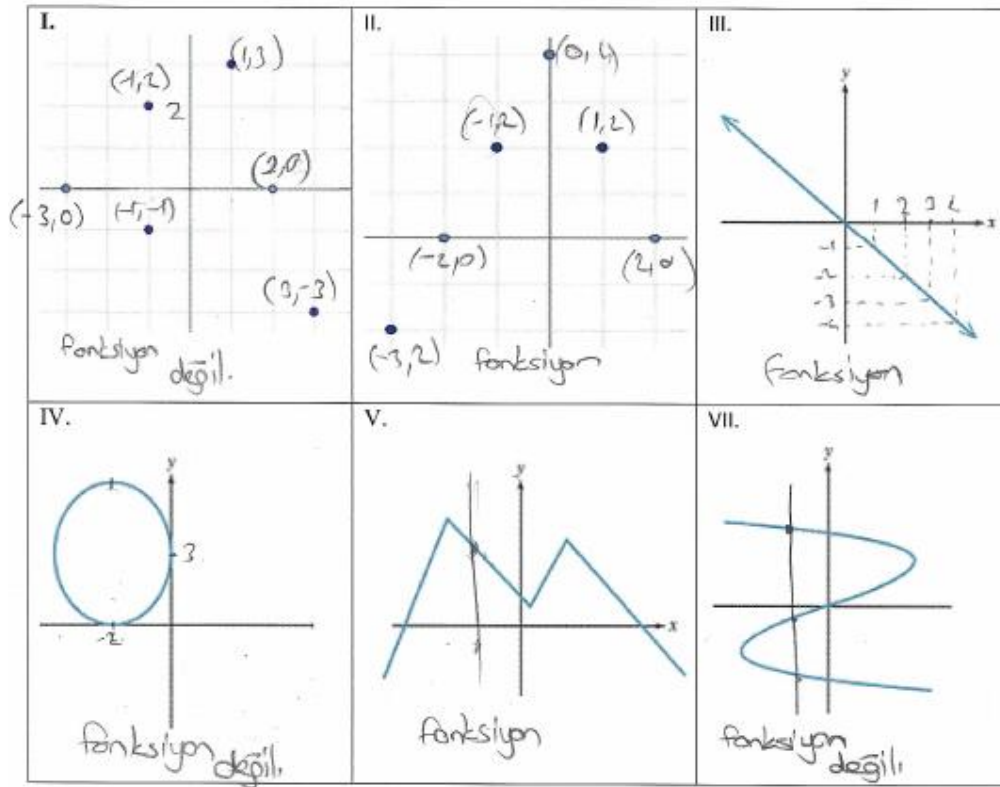 I.
(1,3)
(-1,2)
2
(2,0)
(-3,0)
(-1,-1)
(3,-3)
fonksiyon
değil.
II.
(0,4)
(-1,2)
(1,2)
(-2,0)
(2,0)
(-3,2)
fonksiyon
III.
y
1 2 3 4
x
-1
-2
-3
-4
fonksiyon
IV.
y
3
-2
fonksiyon
değil
V.
y
x
fonksiyon
VII.
y
fonksiyon
değil